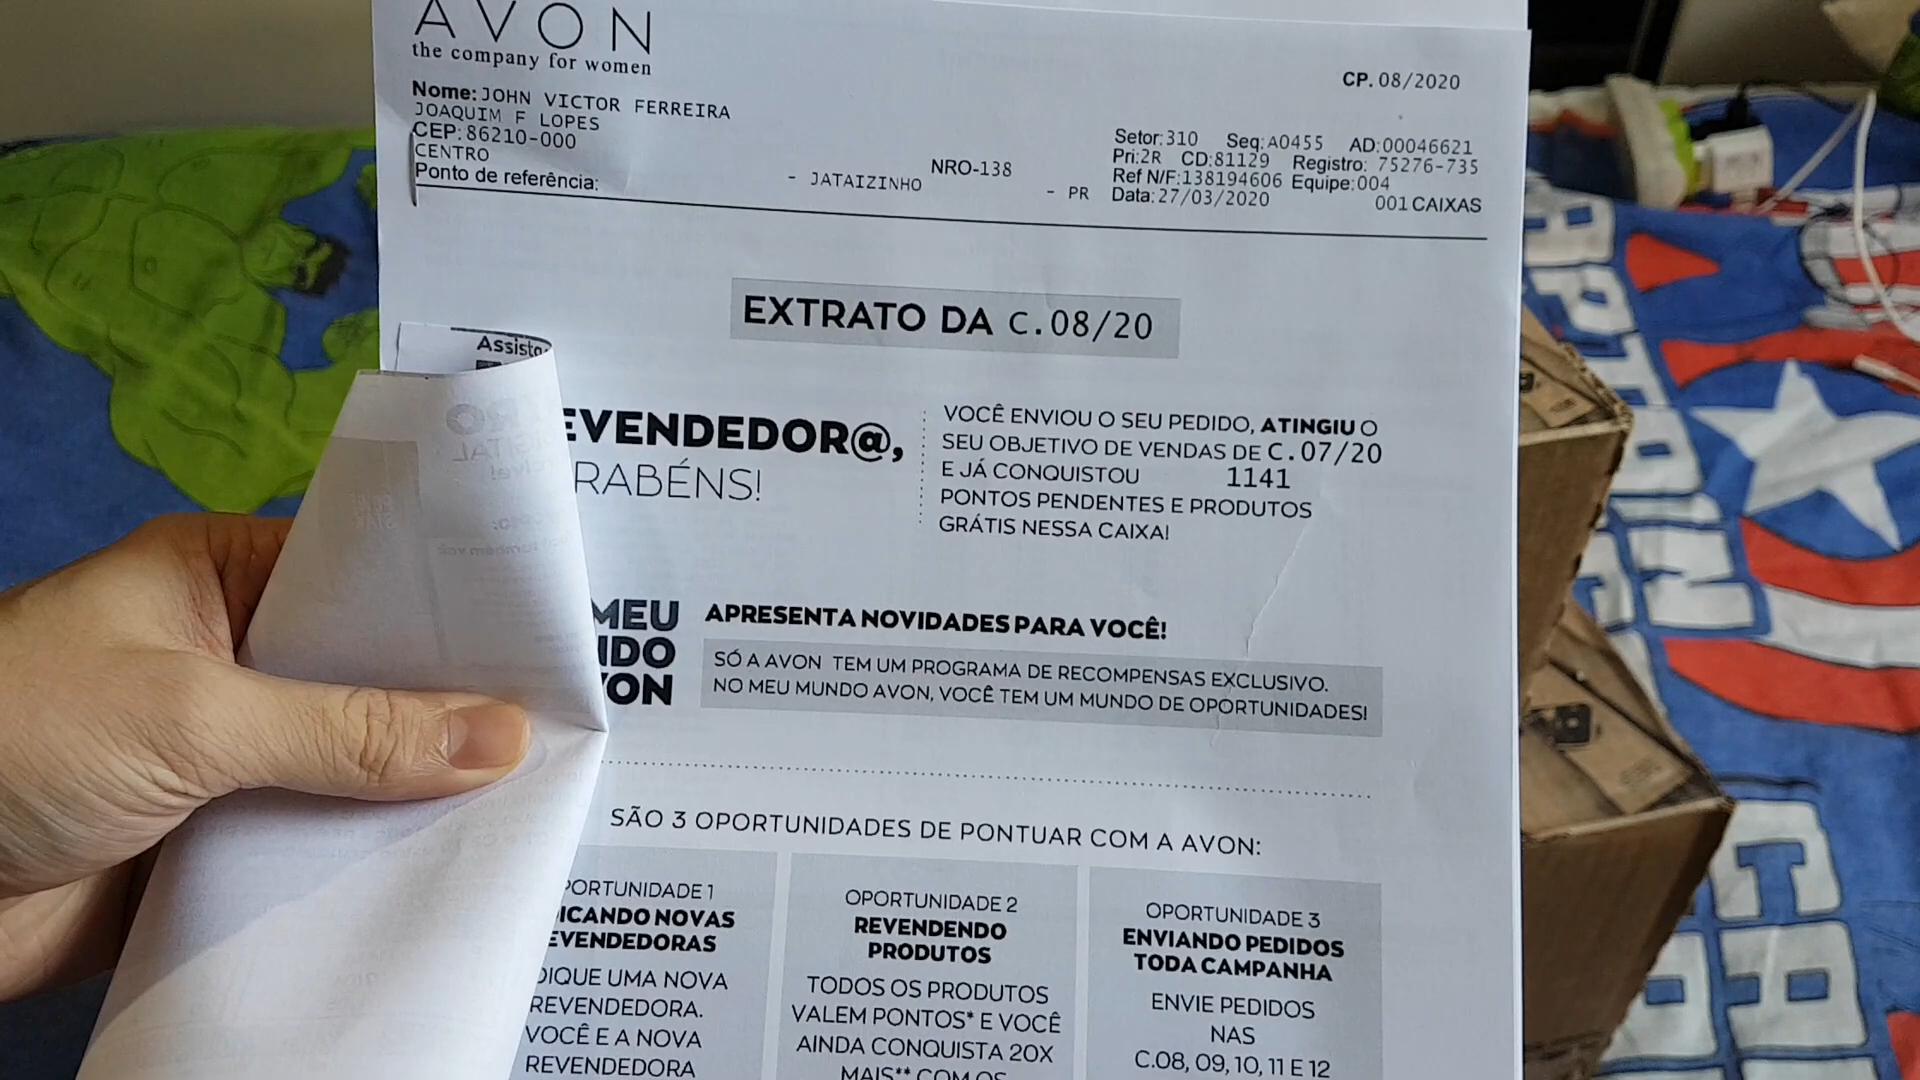 AVON
the company for women
CP. 08/2020
Nome: JOHN VICTOR FERREIRA
JOAQUIM F LOPES
CEP: 86210-000
CENTRO
Ponto de referência:
- JATAIZINHO
NRO-138
- PR
Setor: 310 Seq: A0455 AD: 00046621
Pri: 2R CD: 81129 Registro: 75276-735
Ref N/F: 138194606 Equipe: 004
Data: 27/03/2020 001 CAIXAS
EXTRATO DA C.08/20
Assist
EVENDEDOR@,
RABÉNS!
VOCÊ ENVIOU O SEU PEDIDO, ATINGIU O
SEU OBJETIVO DE VENDAS DE C.07/20
E JÁ CONQUISTOU 1141
PONTOS PENDENTES E PRODUTOS
GRÁTIS NESSA CAIXA!
MEU
NDO
VON
APRESENTA NOVIDADES PARA VOCÊ!
SÓ A AVON TEM UM PROGRAMA DE RECOMPENSAS EXCLUSIVO.
NO MEU MUNDO AVON, VOCÊ TEM UM MUNDO DE OPORTUNIDADES!
SÃO 3 OPORTUNIDADES DE PONTUAR COM A AVON:
PORTUNIDADE 1
ICANDO NOVAS
EVENDEDORAS
DIQUE UMA NOVA
REVENDEDORA.
VOCÊ E A NOVA
REVENDEDORA
OPORTUNIDADE 2
REVENDENDO
PRODUTOS
TODOS OS PRODUTOS
VALEM PONTOS* E VOCÊ
AINDA CONQUISTA 20X
MAIS** COM OS
OPORTUNIDADE 3
ENVIANDO PEDIDOS
TODA CAMPANHA
ENVIE PEDIDOS
NAS
C.08, 09, 10, 11 E 12
CAPTAIN